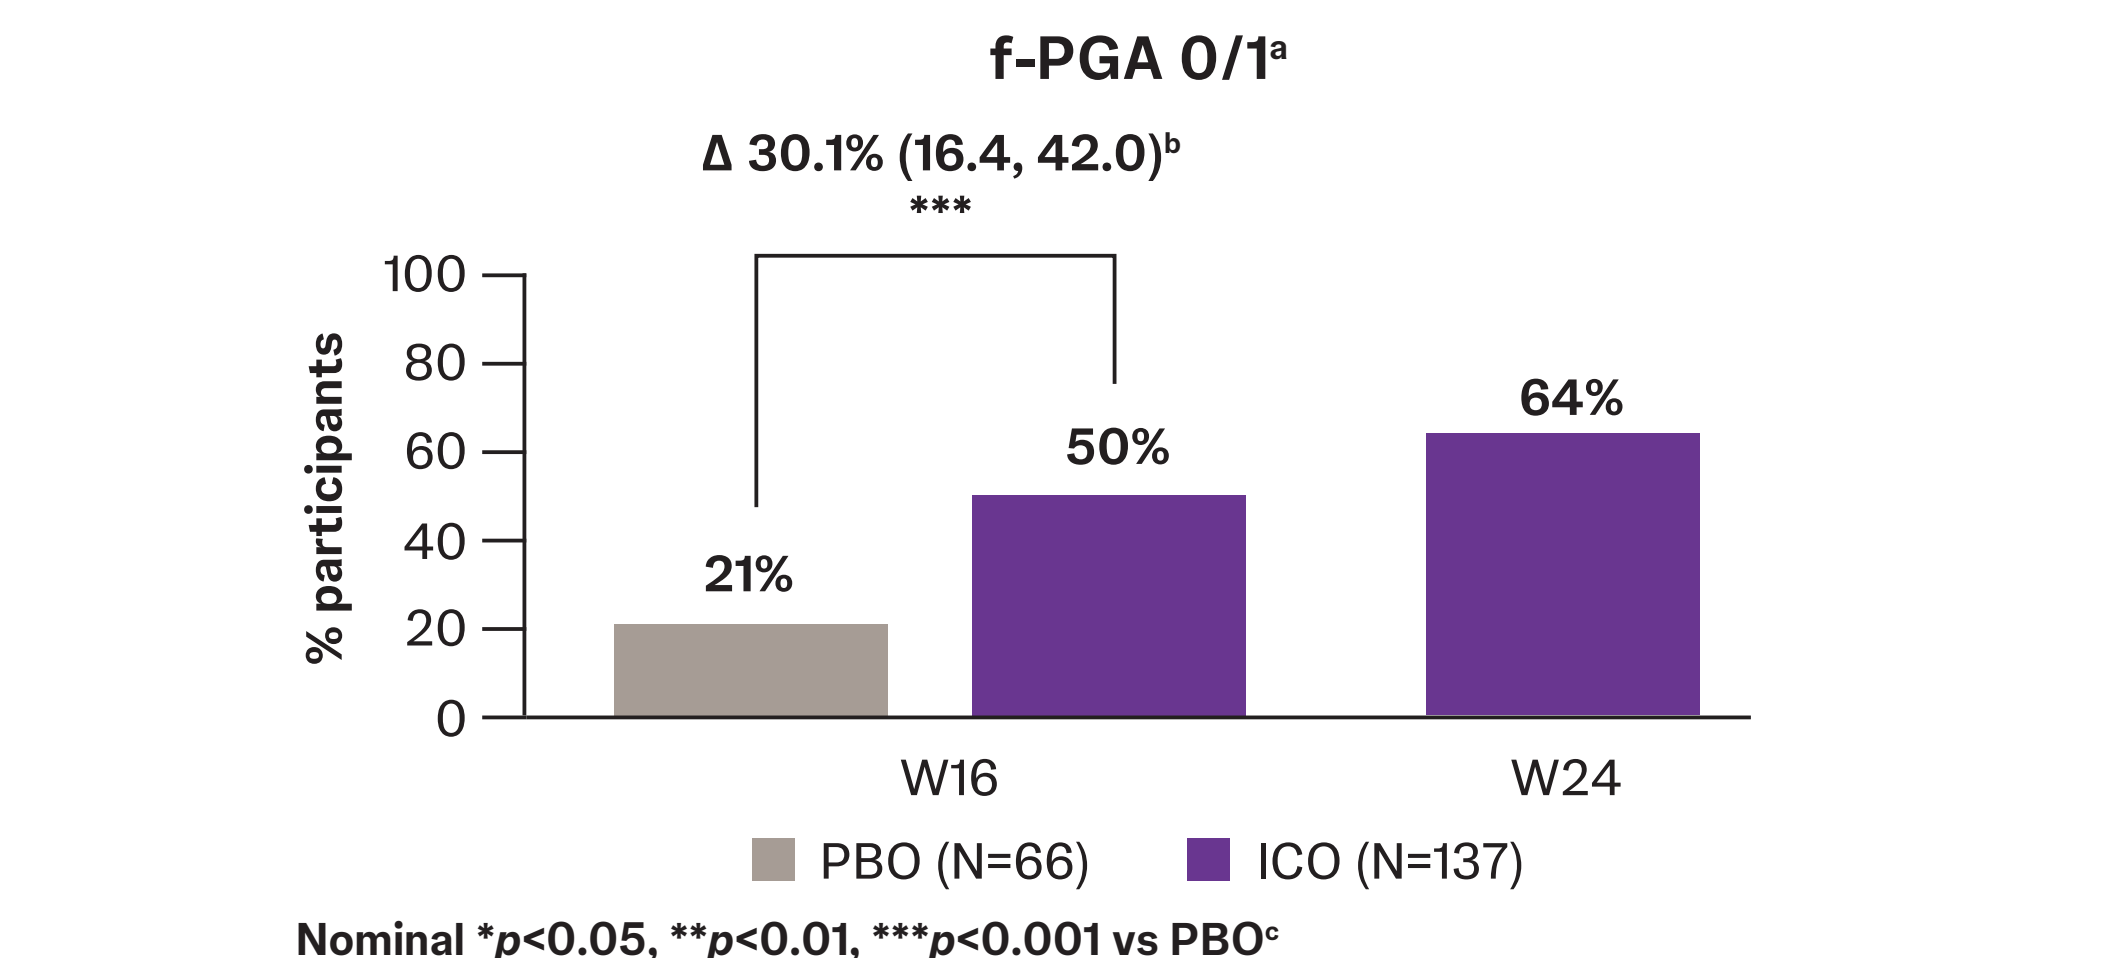 f-PGA 0/1ᵃ
Δ 30.1% (16.4, 42.0)ᵇ
***
% participants
100
80
60
40
20
0
21%
50%
64%
W16
W24
PBO (N=66)
ICO (N=137)
Nominal *p<0.05, **p<0.01, ***p<0.001 vs PBOᶜ